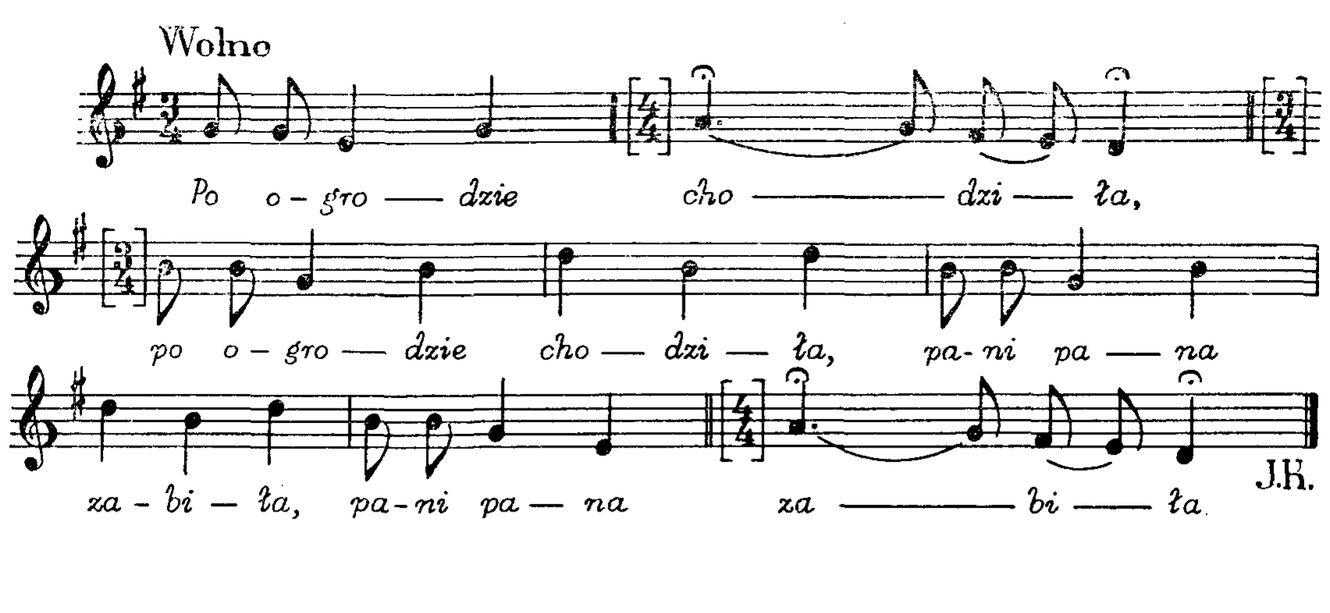 Wolno
Po o – gro — dzie cho — dzi — ła,
po o – gro — dzie cho — dzi — ła, pa- ni pa — na
za – bi — ła, pa-ni pa — na za — bi — ła.
J.K.